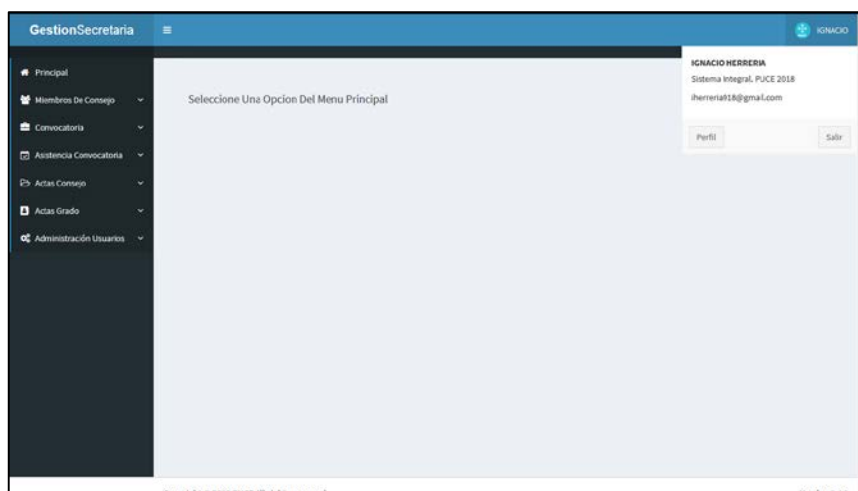 GestionSecretaria
IGNACIO
IGNACIO HERRERIA
Sistema Integral, PUCE 2018
iherreria918@gmail.com
Perfil
Salir
Principal
Miembros De Consejo
Convocatoria
Asistencia Convocatoria
Actas Consejo
Actas Grado
Administración Usuarios
Seleccione Una Opcion Del Menu Principal